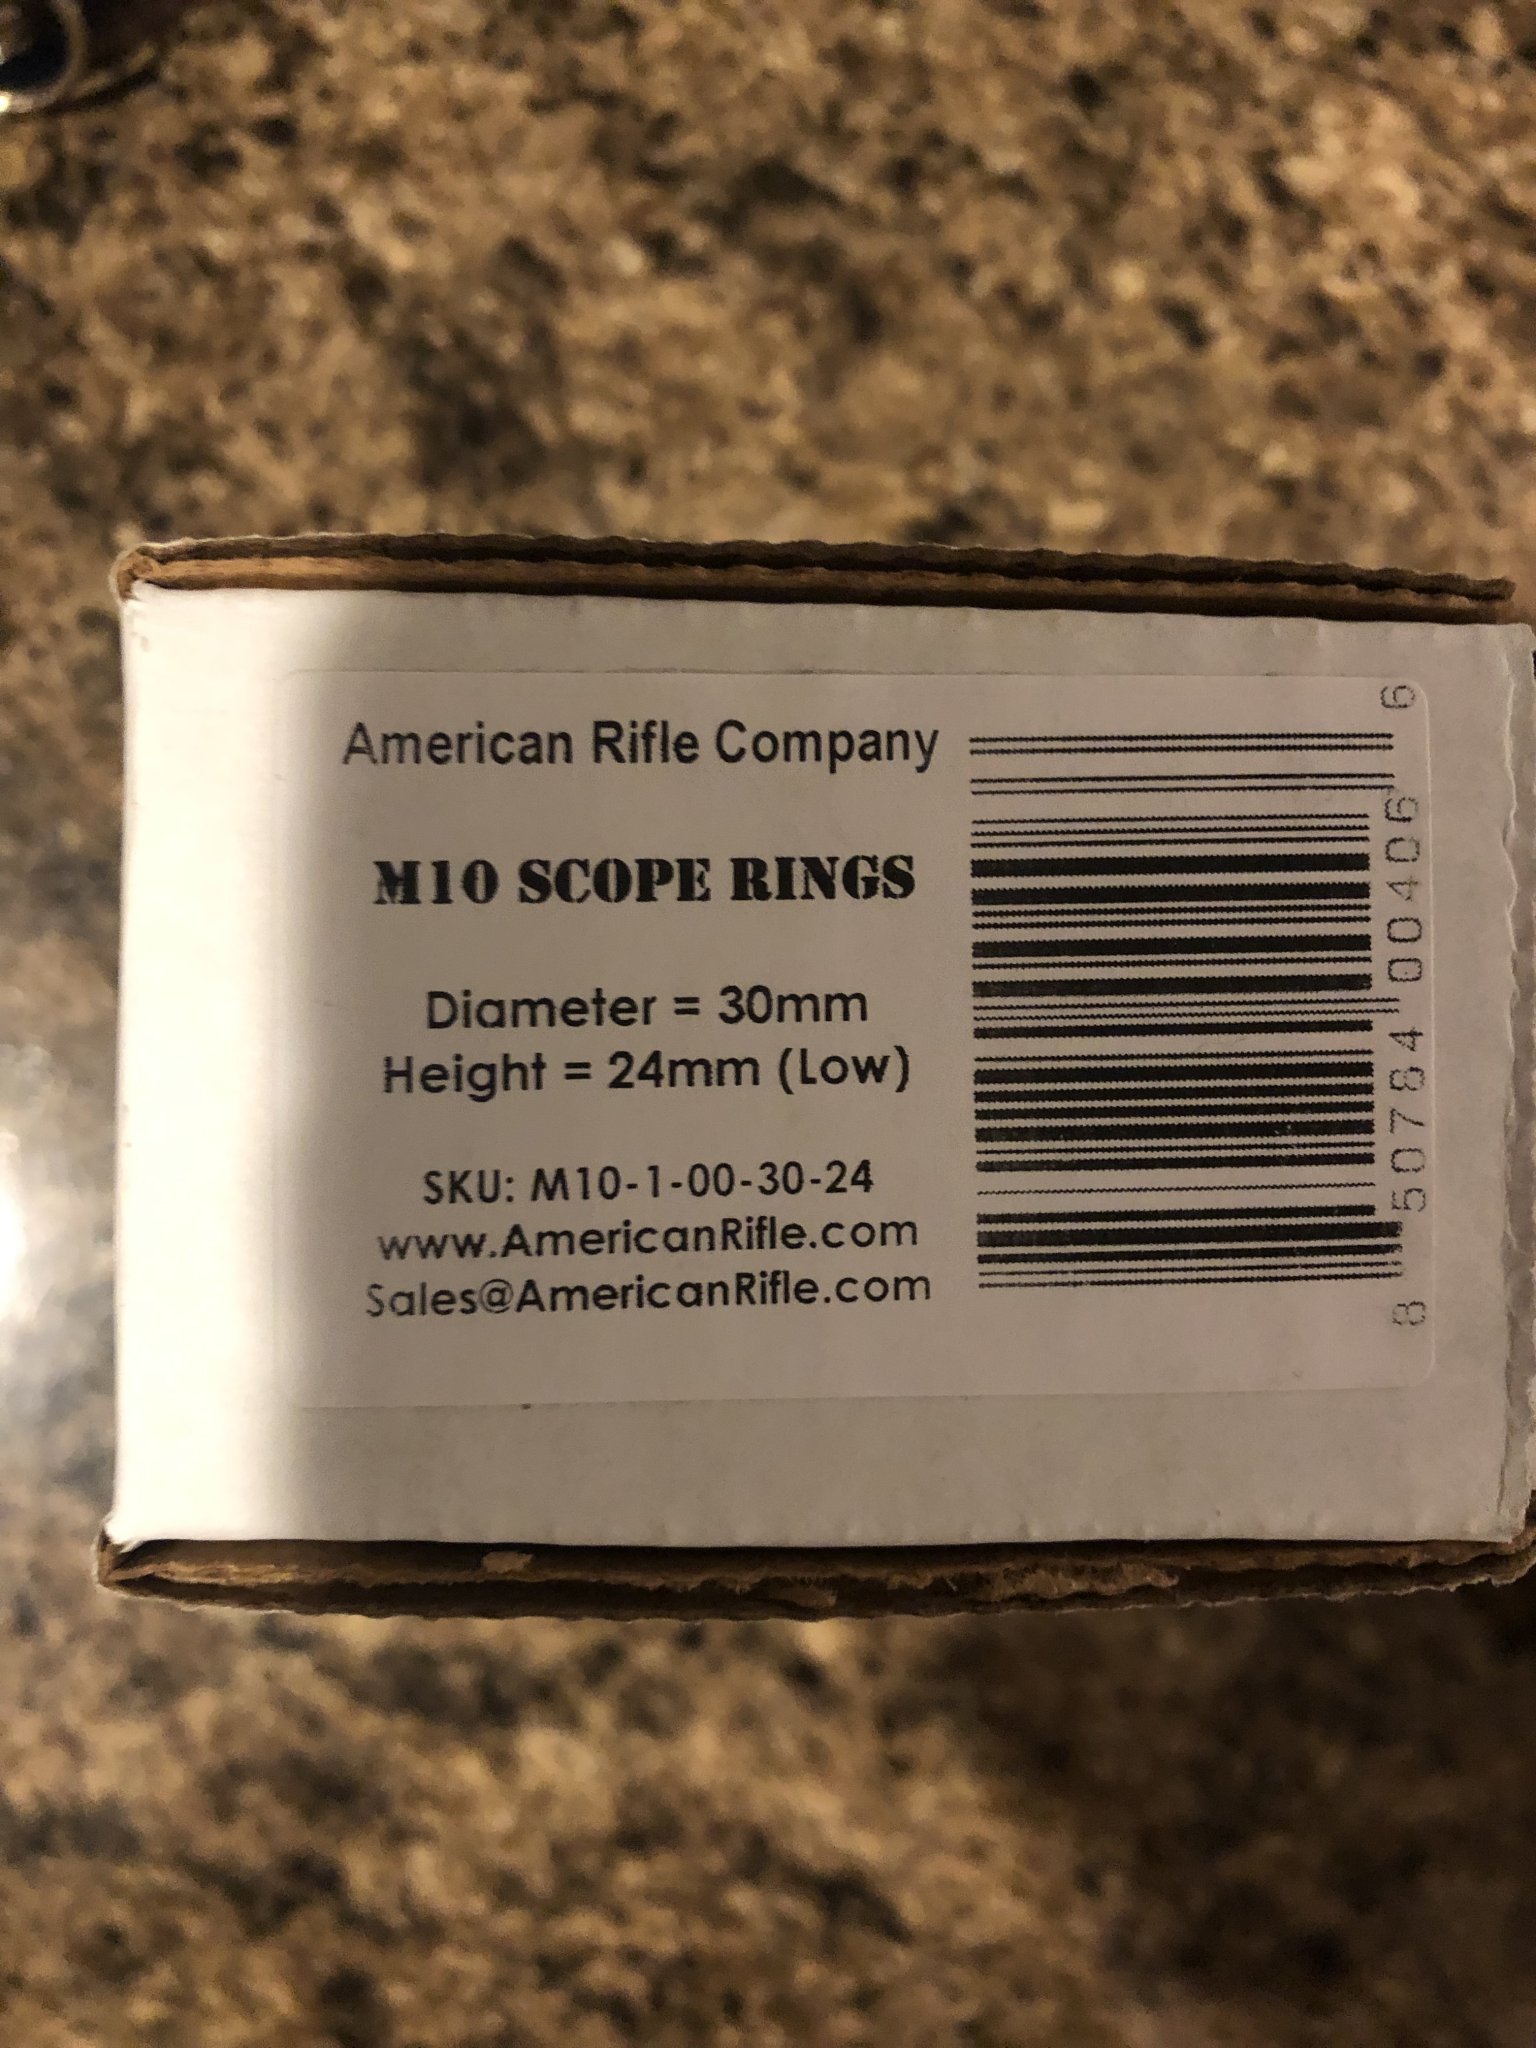 American Rifle Company
M10 SCOPE RINGS
Diameter = 30mm
Height = 24mm (Low)
SKU: M10-1-00-30-24
www.AmericanRifle.com
Sales@AmericanRifle.com
8 50784 00406 6